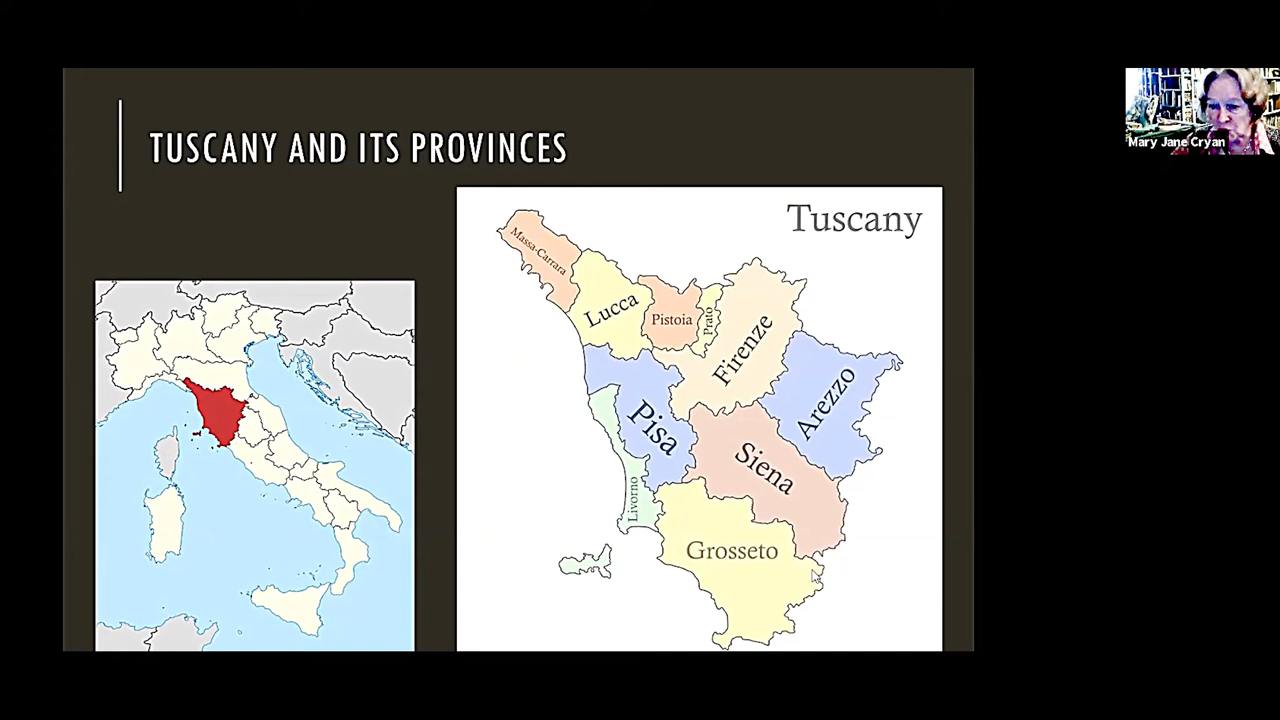 TUSCANY AND ITS PROVINCES
Mary Jane Cryan
Tuscany
Massa-Carrara
Lucca
Pistoia
Prato
Firenze
Arezzo
Pisa
Siena
Livorno
Grosseto